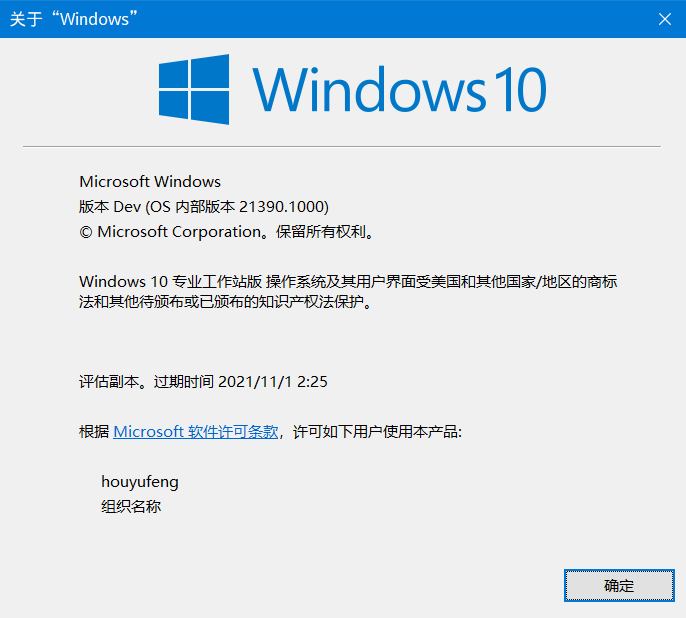 关于“Windows”
Windows 10
Microsoft Windows
版本 Dev (OS 内部版本 21390.1000)
© Microsoft Corporation。保留所有权利。
Windows 10 专业工作站版 操作系统及其用户界面受美国和其他国家/地区的商标
法和其他待颁布或已颁布的知识产权法保护。
评估副本。过期时间 2021/11/1 2:25
根据 Microsoft 软件许可条款，许可如下用户使用本产品:
houyufeng
组织名称
确定